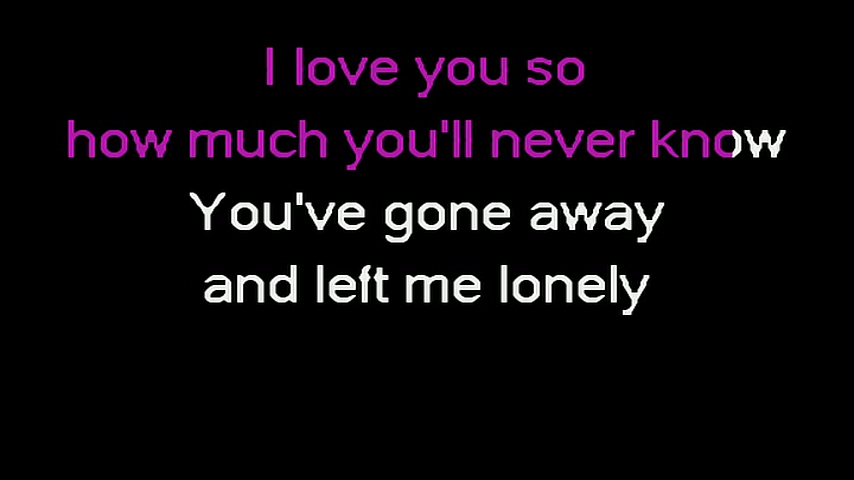 I love you so
how much you'll never know
You've gone away
and left me lonely